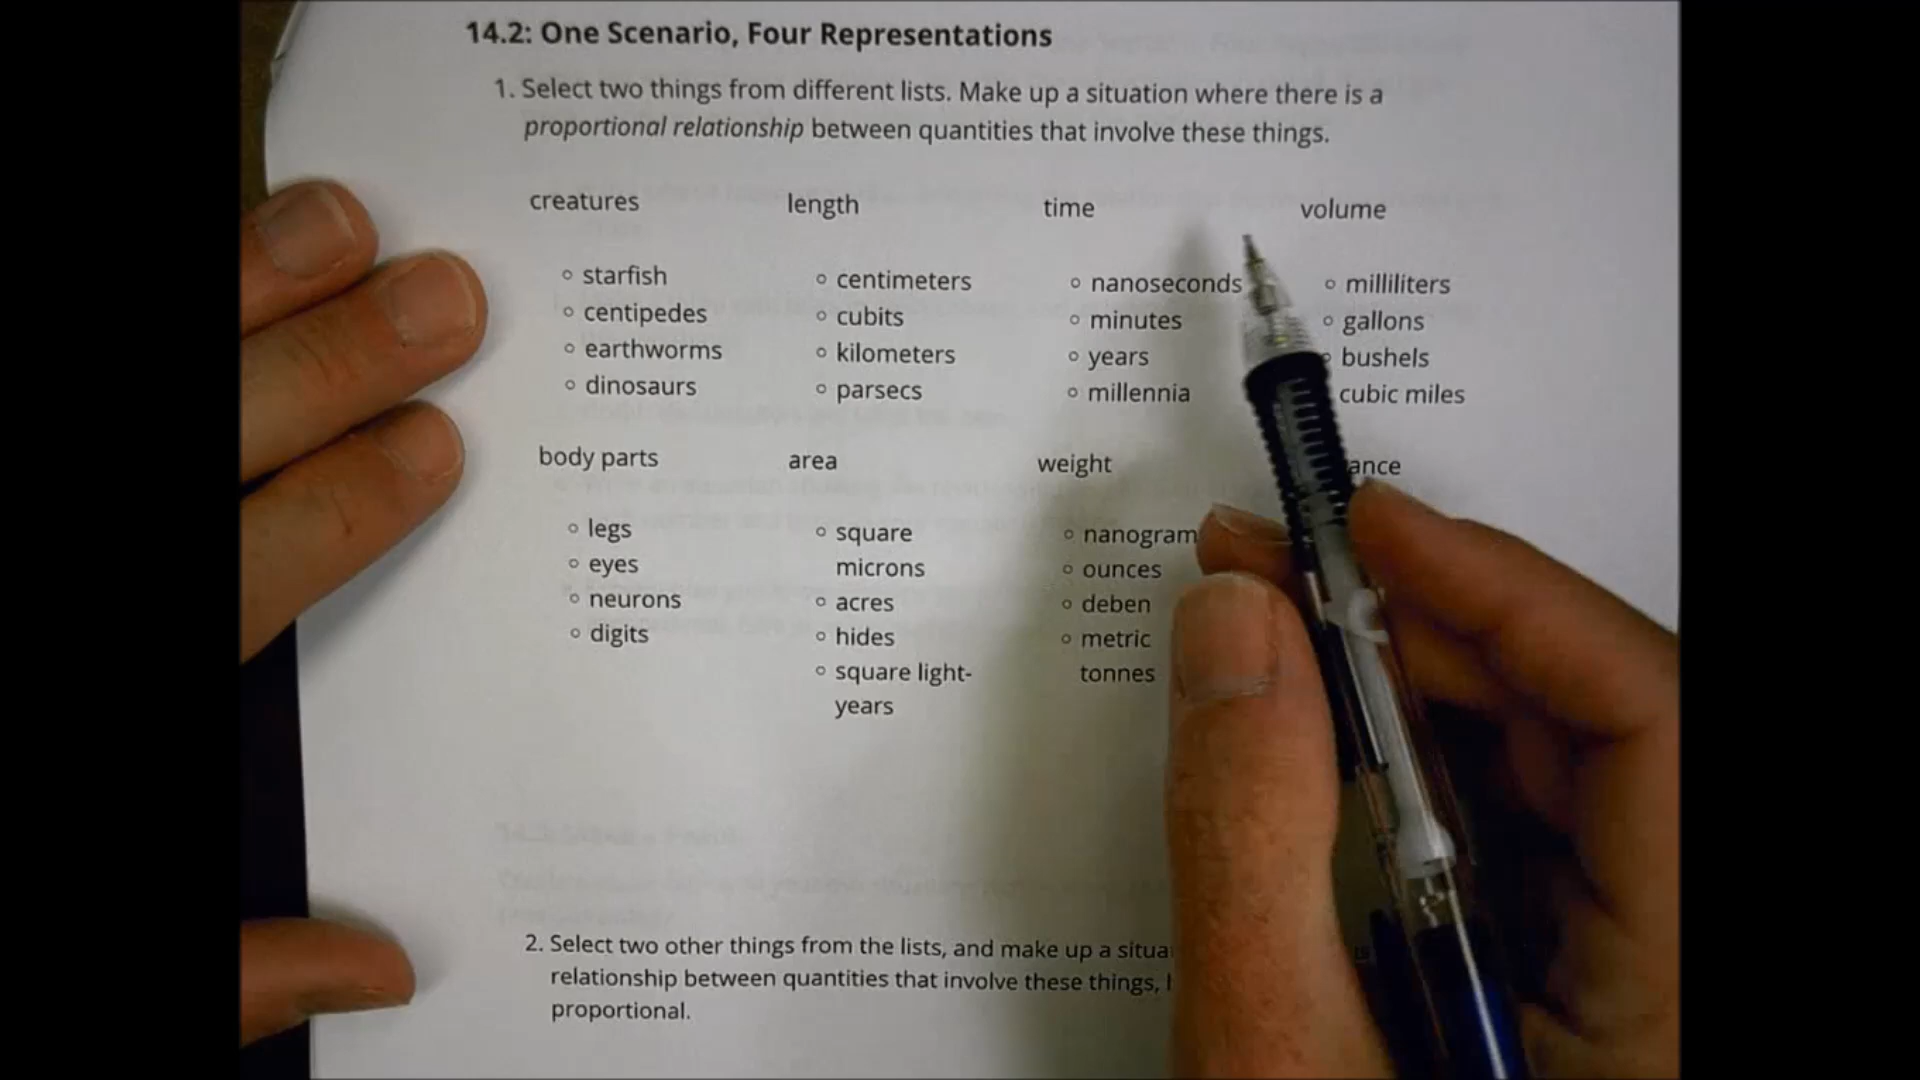 14.2: One Scenario, Four Representations
1. Select two things from different lists. Make up a situation where there is a
proportional relationship between quantities that involve these things.
creatures
length
time
volume
starfish
centimeters
nanoseconds
milliliters
centipedes
cubits
minutes
gallons
earthworms
kilometers
years
bushels
dinosaurs
parsecs
millennia
cubic miles
body parts
area
weight
ance
legs
square
nanogram
eyes
microns
ounces
neurons
acres
deben
digits
hides
metric
square light-
tonnes
years
2. Select two other things from the lists, and make up a situa
relationship between quantities that involve these things,
proportional.